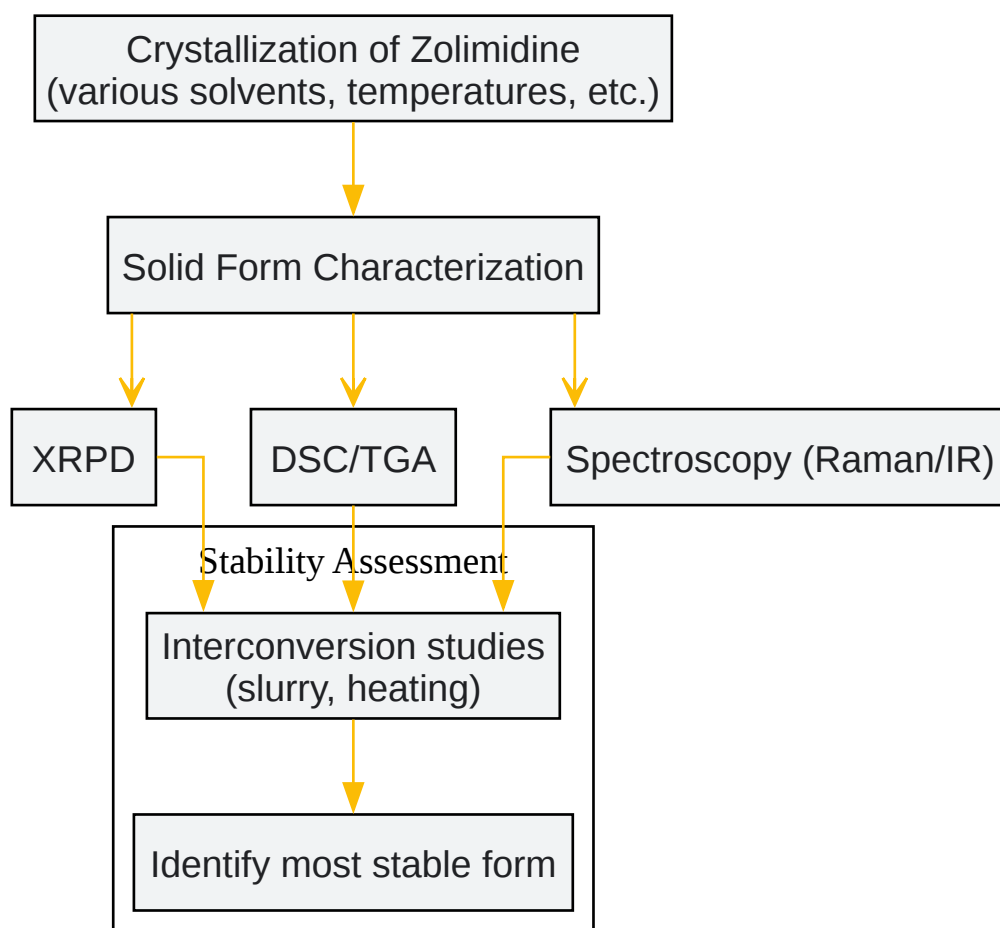 Crystallization of Zolimidine
(various solvents, temperatures, etc.)
Solid Form Characterization
XRPD
DSC/TGA
Spectroscopy (Raman/IR)
Stability Assessment
Interconversion studies
(slurry, heating)
Identify most stable form